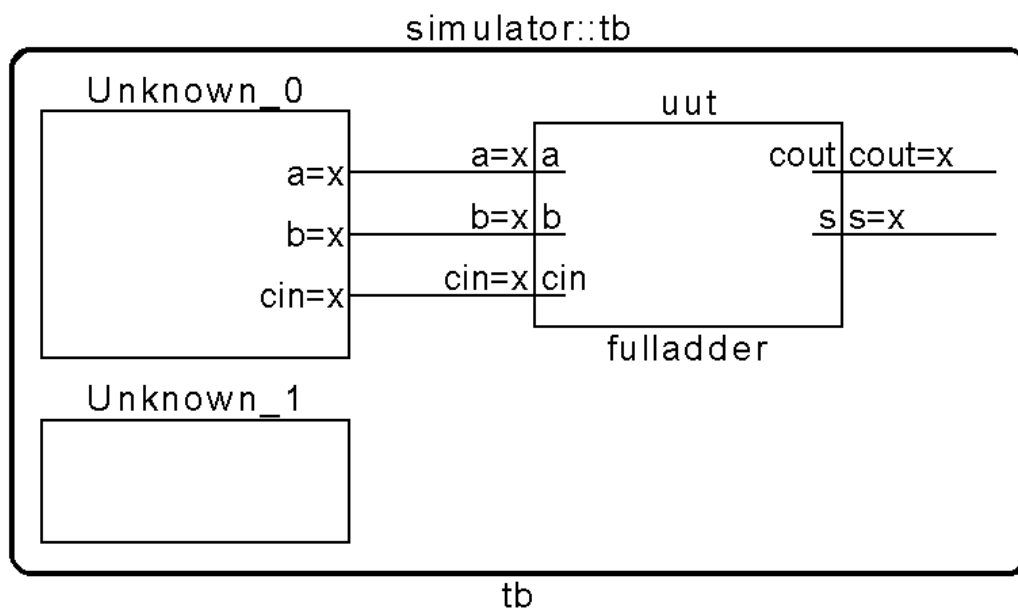 simulator::tb
Unknown_0
uut
a=x
a=x a
cout cout=x
b=x
b=x b
s s=x
cin=x
cin=x cin
fulladder
Unknown_1
tb